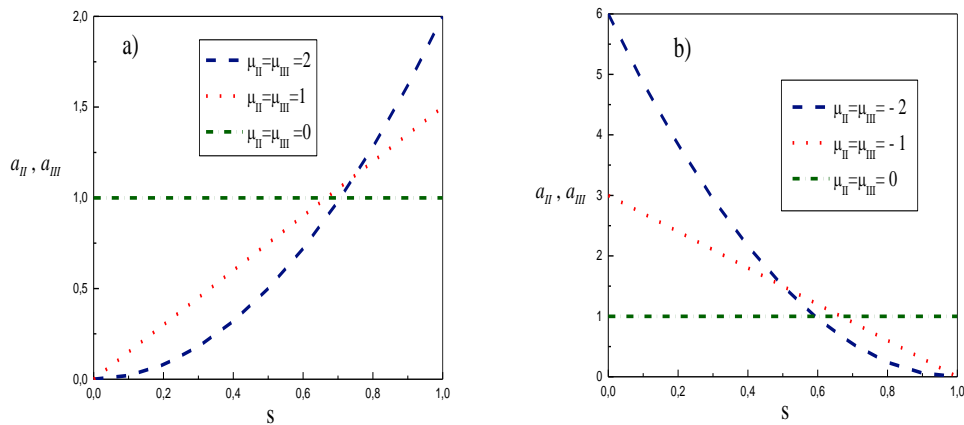 a)
μII=μIII=2
μII=μIII=1
μII=μIII=0
aII , aIII
2,0
1,5
1,0
0,5
0,0
0,0 0,2 0,4 0,6 0,8 1,0
s
b)
μII=μIII= - 2
μII=μIII= - 1
μII=μIII= 0
aII , aIII
6
5
4
3
2
1
0
0,0 0,2 0,4 0,6 0,8 1,0
s